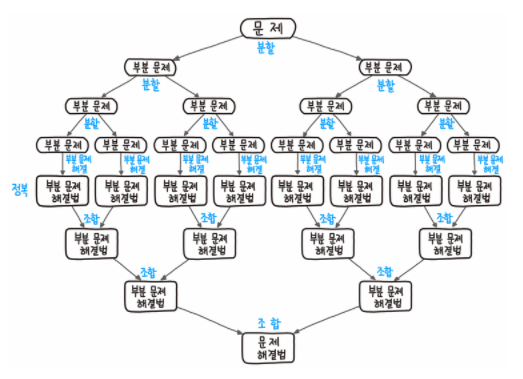 문 제
분할
부분 문제 부분 문제
분할 분할
부분 문제 부분 문제 부분 문제 부분 문제
분할 분할 분할 분할
부분 문제 부분 문제 부분 문제 부분 문제 부분 문제 부분 문제 부분 문제 부분 문제
부분 문제 부분 문제 부분 문제 부분 문제 부분 문제 부분 문제 부분 문제 부분 문제
해결 해결 해결 해결 해결 해결 해결 해결
정복 부분 문제 부분 문제 부분 문제 부분 문제 부분 문제 부분 문제 부분 문제 부분 문제
해결법 해결법 해결법 해결법 해결법 해결법 해결법 해결법
조합 조합 조합 조합
부분 문제 부분 문제 부분 문제 부분 문제
해결법 해결법 해결법 해결법
조합 조합
부분 문제 부분 문제
해결법 해결법
조 합
문 제
해결법